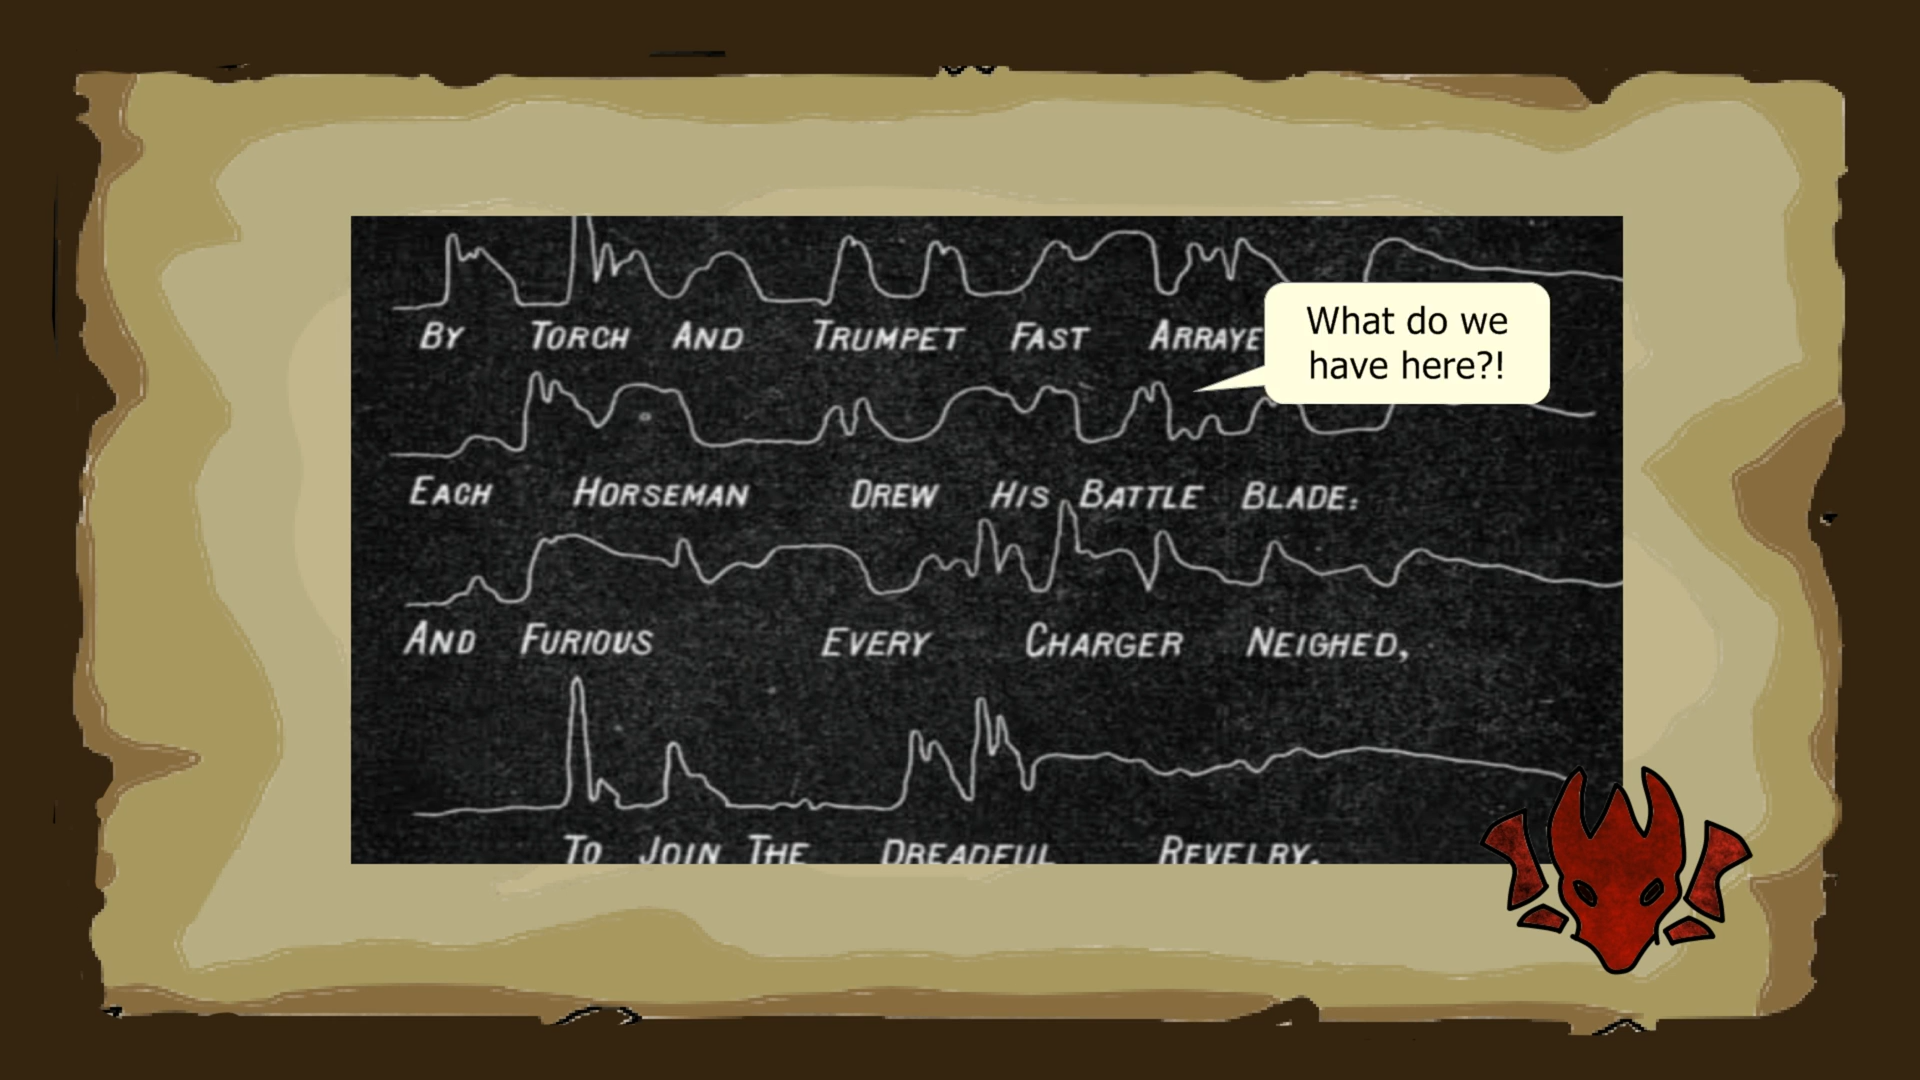 BY TORCH AND TRUMPET FAST ARRAYE
What do we
have here?!
EACH HORSEMAN DREW HIS BATTLE BLADE:
AND FURIOUS EVERY CHARGER NEIGHED,
TO JOIN THE DREADFUL REVELRY.